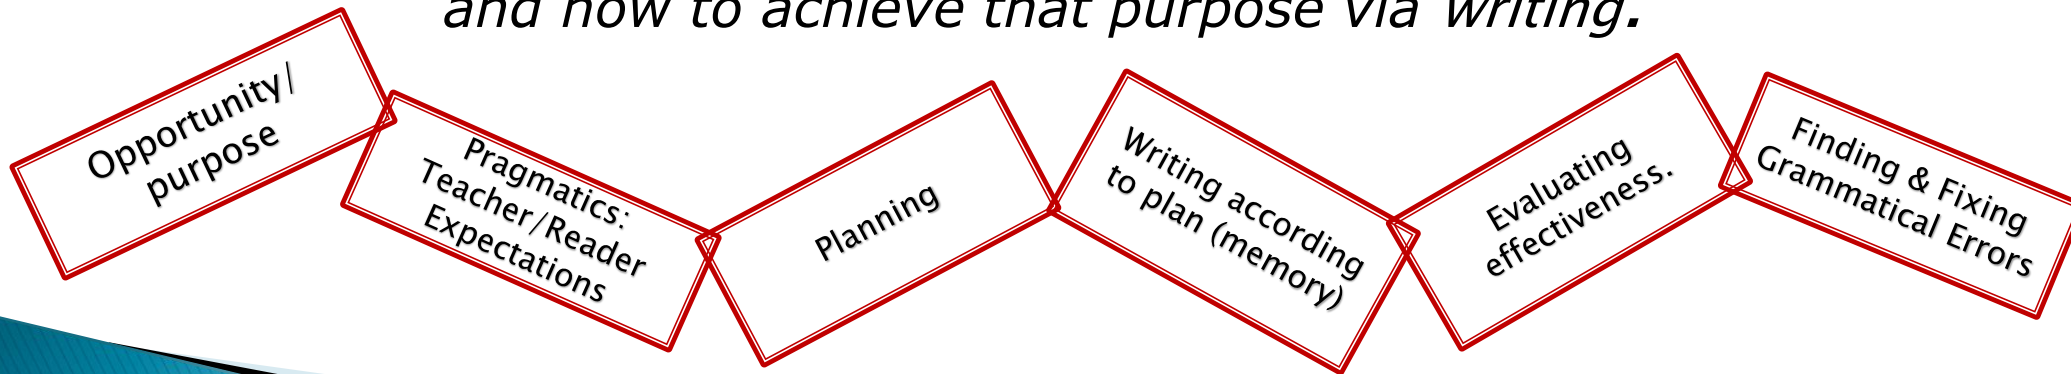 and how to achieve that purpose via writing.
Opportunity/
purpose
Pragmatics:
Teacher/Reader
Expectations
Planning
Writing according
to plan (memory)
Evaluating
effectiveness.
Finding & Fixing
Grammatical Errors